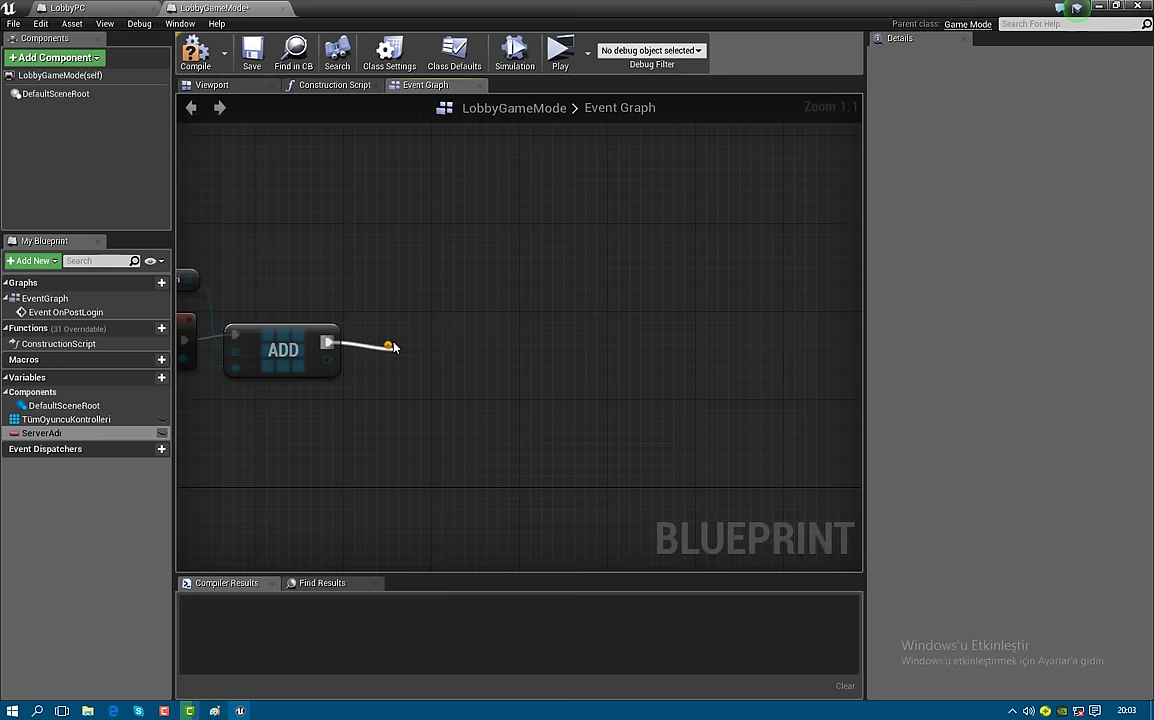 LobbyPC
LobbyGameMode*
File Edit Asset View Debug Window Help
Parent class: Game Mode
Search For Help
Components
Details
+Add Component
LobbyGameMode(self)
DefaultSceneRoot
Compile
Save
Find in CB
Search
Class Settings
Class Defaults
Simulation
Play
No debug object selected
Debug Filter
Viewport
Construction Script
Event Graph
LobbyGameMode > Event Graph
Zoom 1:1
My Blueprint
+Add New
Search
Graphs
EventGraph
Event OnPostLogin
Functions (31 Overridable)
ConstructionScript
Macros
Variables
Components
DefaultSceneRoot
TümOyuncuKontrolleri
ServerAdı
Event Dispatchers
ADD
BLUEPRINT
Compiler Results
Find Results
Clear
Windows'u Etkinleştir
Windows'u etkinleştirmek için Ayarlar'a gidin.
20:03